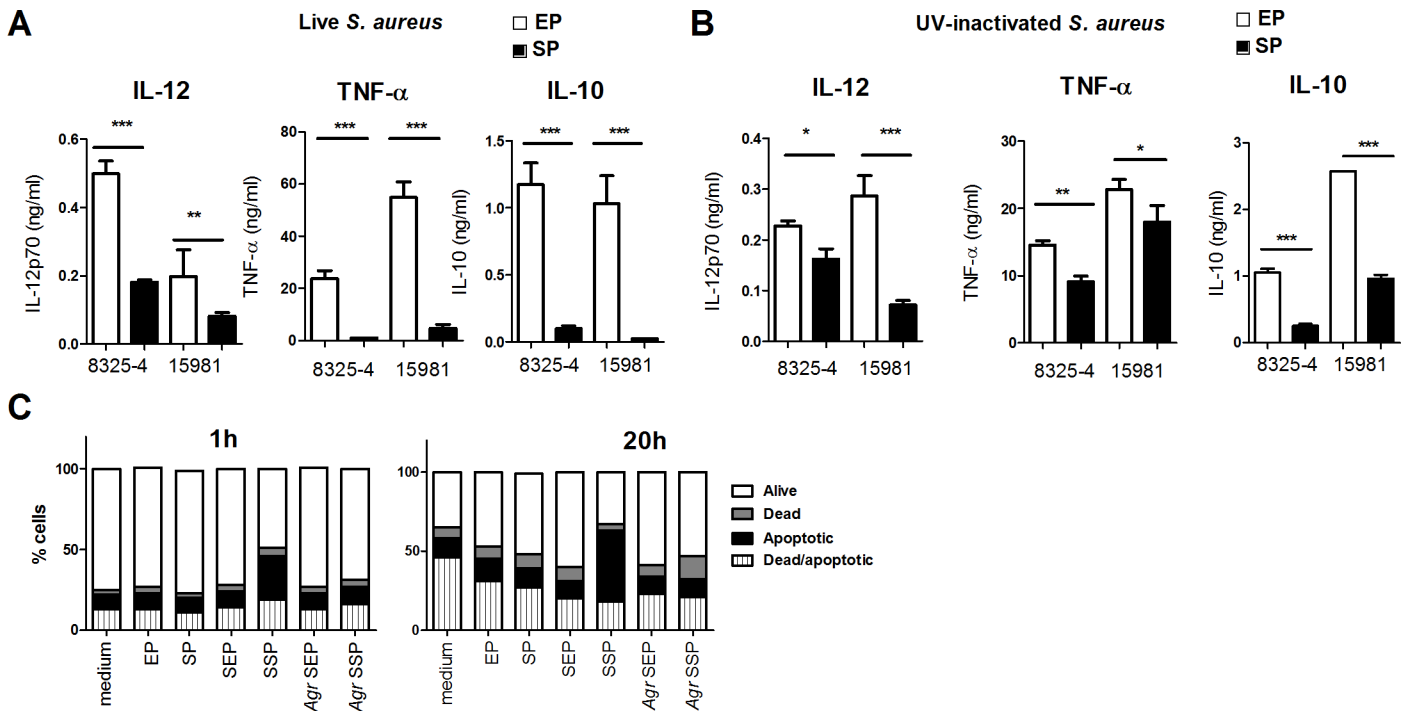 A
Live S. aureus
EP
SP
IL-12
TNF-α
IL-10
IL-12p70 (ng/ml)
0.6
0.4
0.2
0.0
***
**
8325-4 15981
TNF-α (ng/ml)
80
60
40
20
0
***
***
8325-4 15981
IL-10 (ng/ml)
1.5
1.0
0.5
0.0
***
***
8325-4 15981
B
UV-inactivated S. aureus
EP
SP
IL-12
TNF-α
IL-10
IL-12p70 (ng/ml)
0.4
0.3
0.2
0.1
0.0
*
***
8325-4 15981
TNF-α (ng/ml)
30
20
10
0
**
*
8325-4 15981
IL-10 (ng/ml)
3
2
1
0
***
***
8325-4 15981
C
1h
% cells
100
50
0
medium
EP
SP
SEP
SSP
Agr SEP
Agr SSP
20h
100
50
0
medium
EP
SP
SEP
SSP
Agr SEP
Agr SSP
Alive
Dead
Apoptotic
Dead/apoptotic